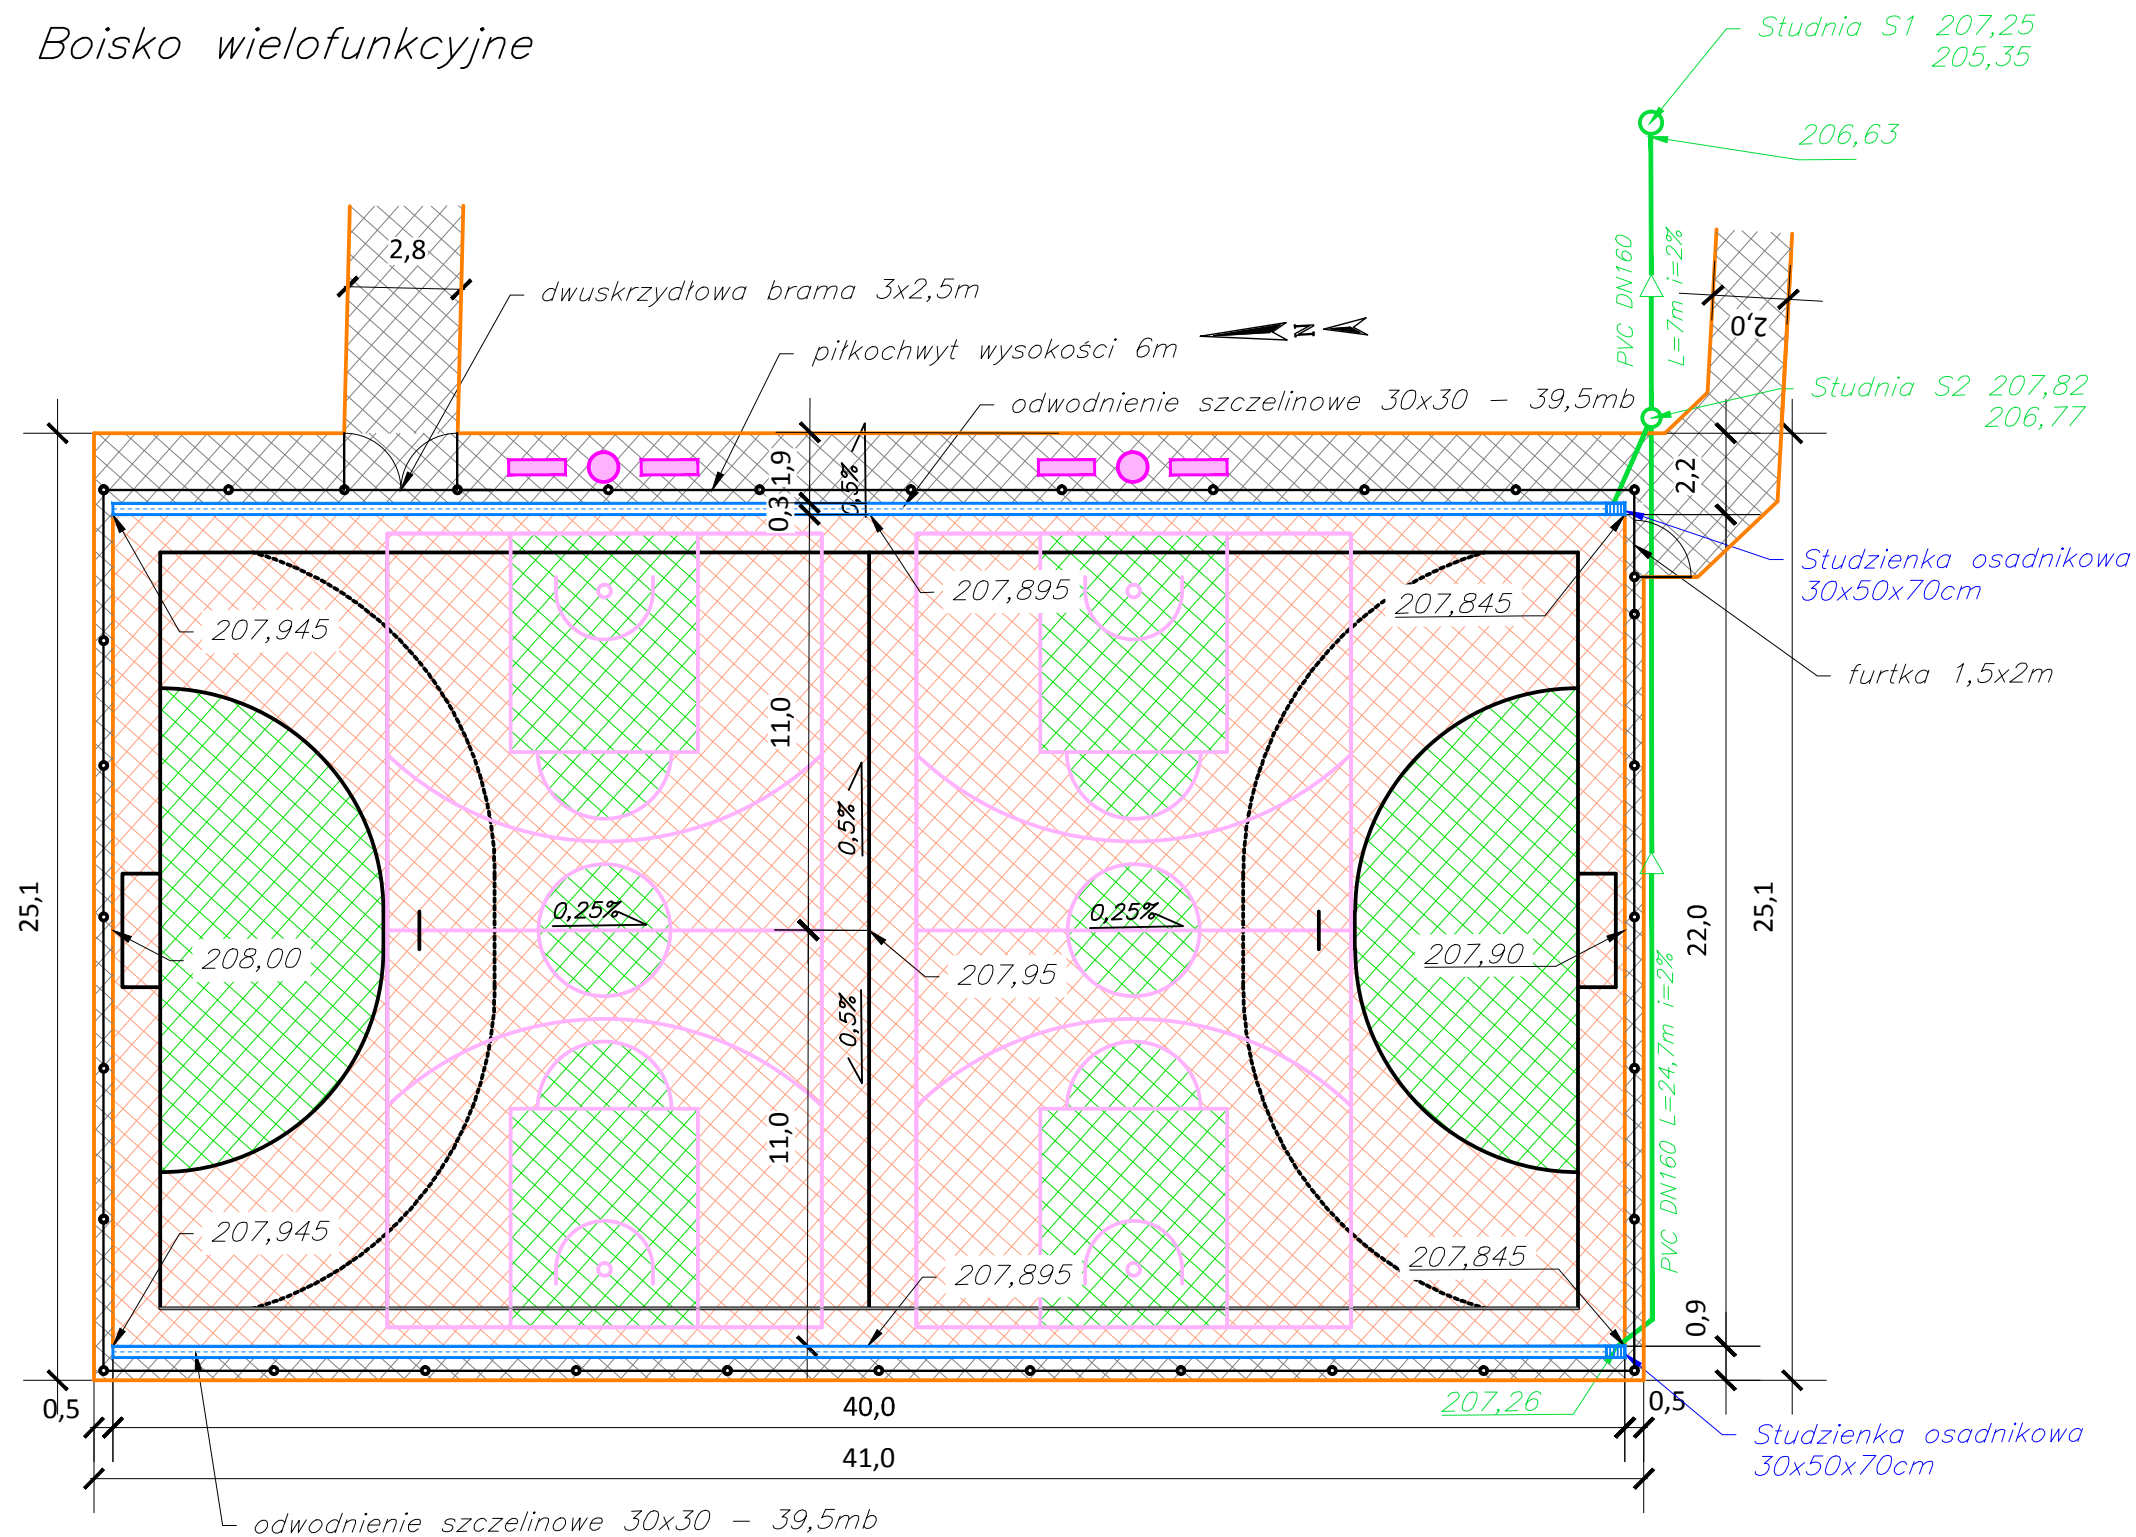 Boisko wielofunkcyjne
Studnia S1 207,25
205,35
206,63
2,8
PVC DN160
L=7m i=2%
2,0
dwuskrzydłowa brama 3x2,5m
N
piłkochwyt wysokości 6m
odwodnienie szczelinowe 30x30 – 39,5mb
Studnia S2 207,82
206,77
1,9
0,3
0,5%
2,2
Studzienka osadnikowa
30x50x70cm
207,945
207,895
207,845
furtka 1,5x2m
11,0
0,5%
25,1
0,25%
0,25%
208,00
207,95
207,90
22,0
25,1
0,5%
11,0
PVC DN160 L=24,7m i=2%
207,945
207,895
207,845
0,9
207,26
0,5
40,0
0,5
41,0
Studzienka osadnikowa
30x50x70cm
odwodnienie szczelinowe 30x30 – 39,5mb